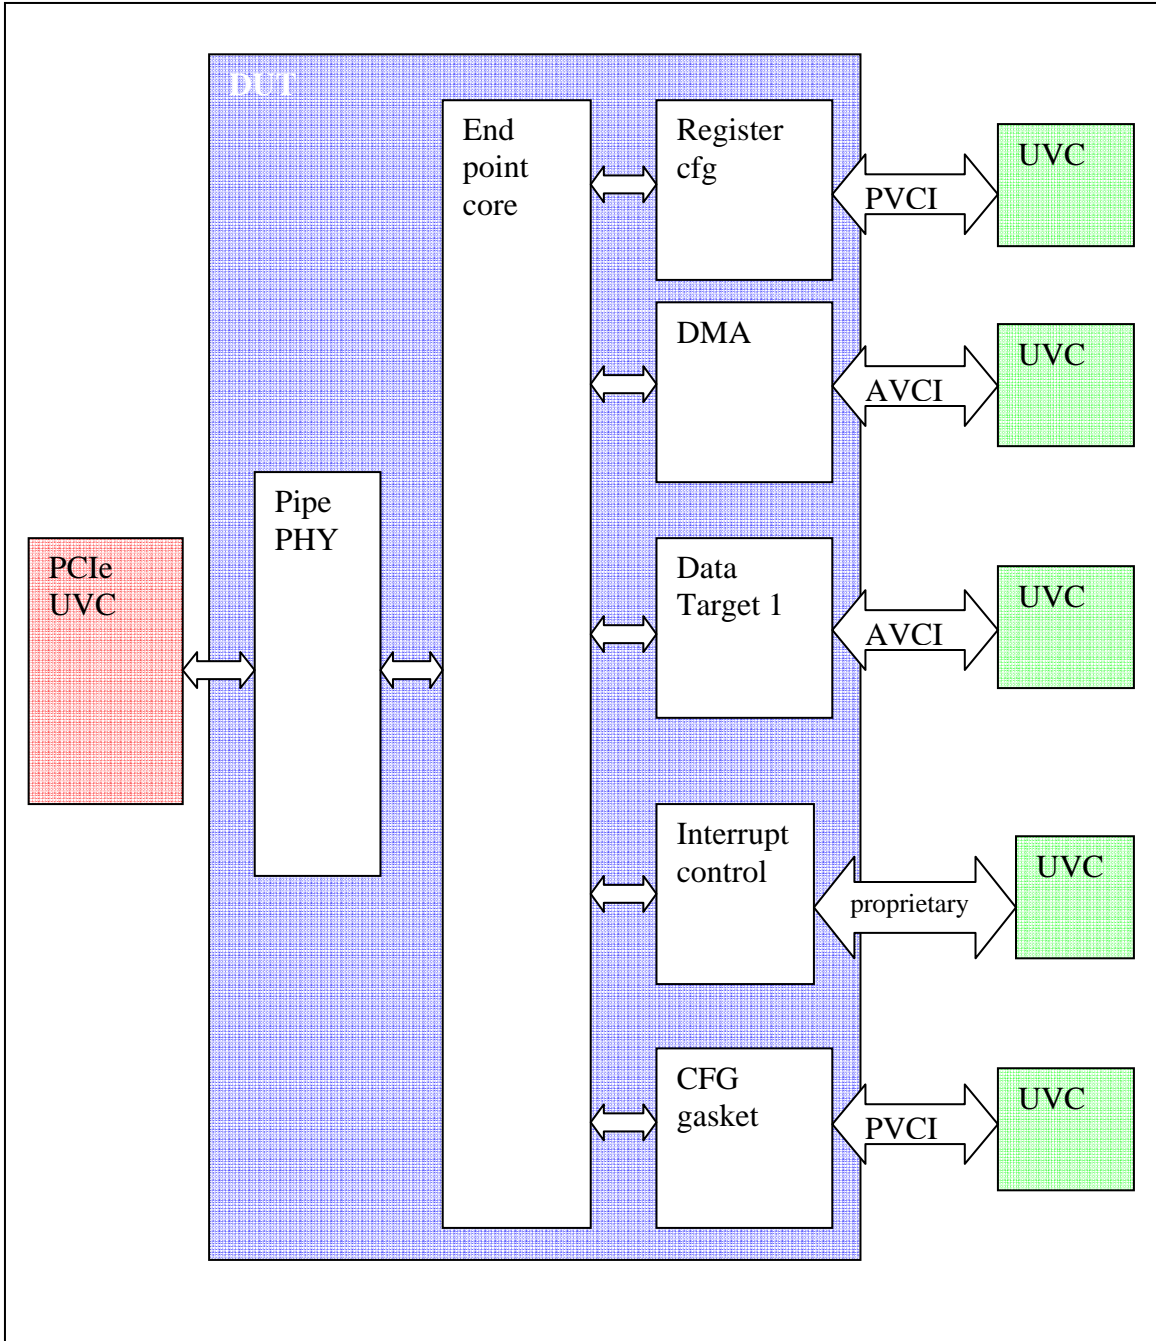 DUT
End
point
core
Register
cfg
PVCI
UVC
DMA
AVCI
UVC
Pipe
PHY
PCIe
UVC
Data
Target 1
AVCI
UVC
Interrupt
control
proprietary
UVC
CFG
gasket
PVCI
UVC